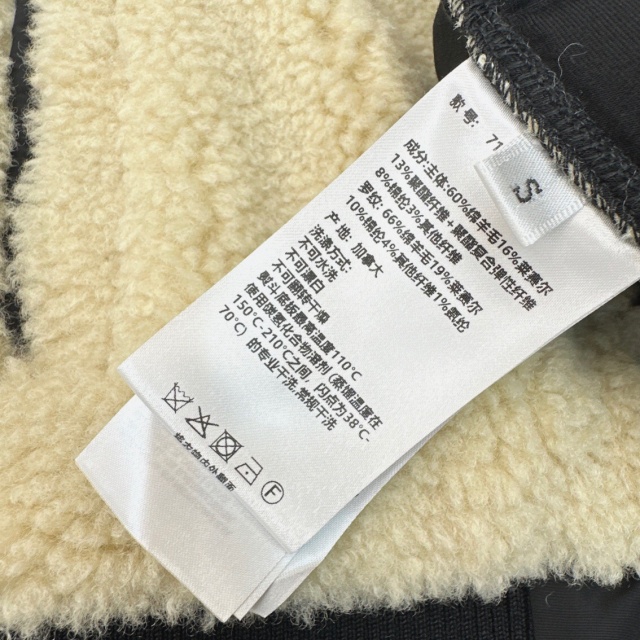 款号: 71
S
成分:主体:60%绵羊毛16%莱赛尔
13%聚酯纤维-聚酯复合弹性纤维
8%锦纶3%其他纤维
罗纹: 66%绵羊毛19%莱赛尔
10%锦纶4%其他纤维1%氨纶
产地: 加拿大
洗涤方式:
不可水洗
不可漂白
不可翻转干燥
熨斗底板最高温度110℃
使用碳氢化合物溶剂 (蒸馏温度在
150℃-210℃之间, 闪点为38℃-
70℃) 的专业干洗,常规干洗
F